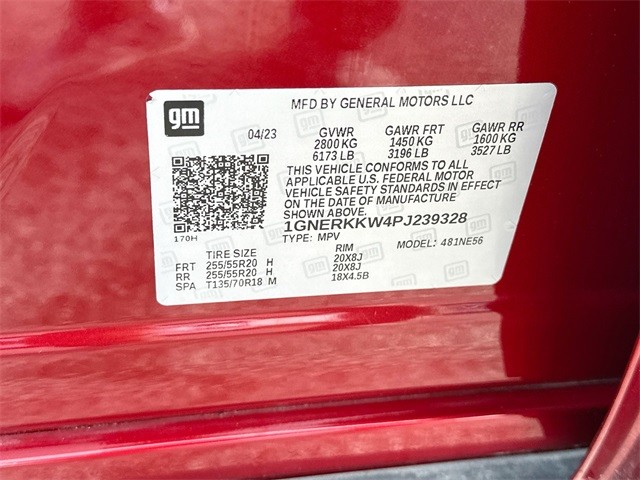 MFD BY GENERAL MOTORS LLC
gm
04/23 GVWR GAWR FRT GAWR RR
2800 KG 1450 KG 1600 KG
6173 LB 3196 LB 3527 LB
THIS VEHICLE CONFORMS TO ALL
APPLICABLE U.S. FEDERAL MOTOR
VEHICLE SAFETY STANDARDS IN EFFECT
ON THE DATE OF MANUFACTURE
SHOWN ABOVE.
1GNERKKW4PJ239328
170H
TYPE: MPV MODEL: 481NE56
TIRE SIZE RIM
FRT 255/55R20 H 20X8J
RR 255/55R20 H 20X8J
SPA T135/70R18 M 18X4.5B